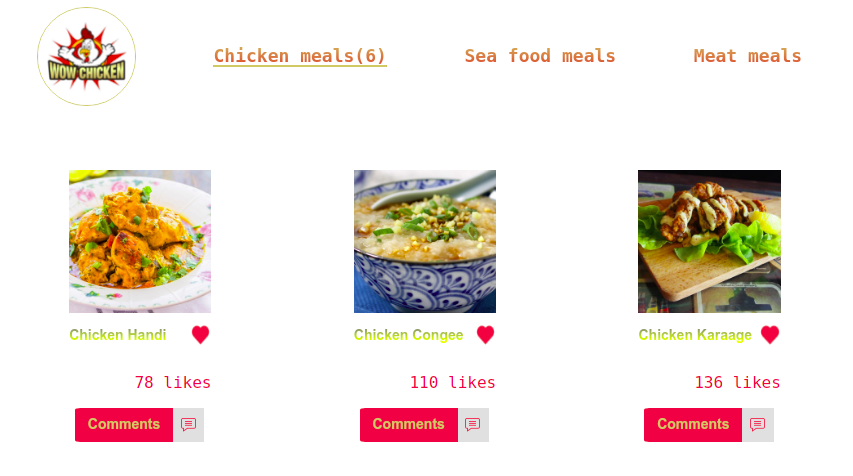 WOW CHICKEN
Chicken meals(6) Sea food meals Meat meals
Chicken Handi Chicken Congee Chicken Karaage
78 likes 110 likes 136 likes
Comments Comments Comments